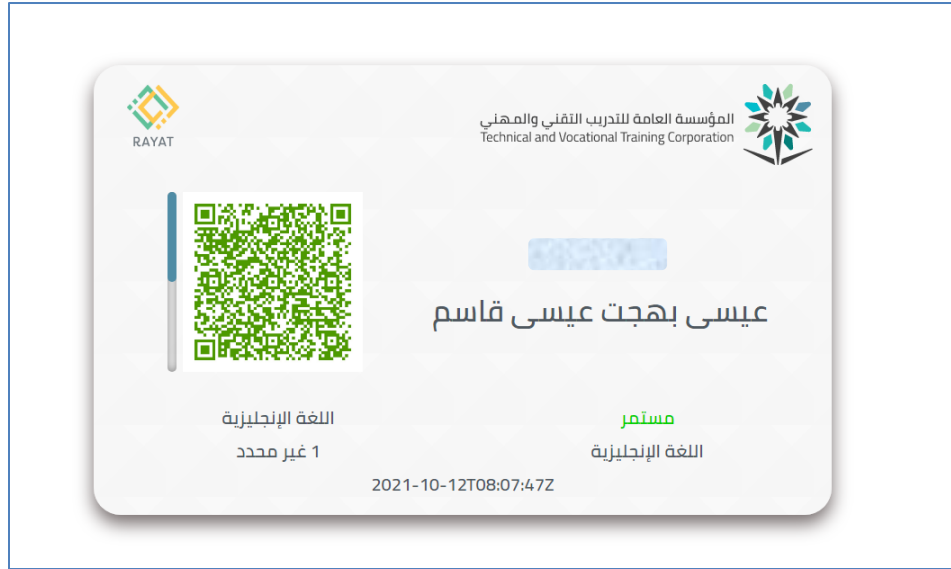 المؤسسة العامة للتدريب التقني والمهني
Technical and Vocational Training Corporation
RAYAT
عيسى بهجت عيسى قاسم
مستمر
اللغة الإنجليزية
اللغة الإنجليزية
1 غير محدد
2021-10-12T08:07:47Z